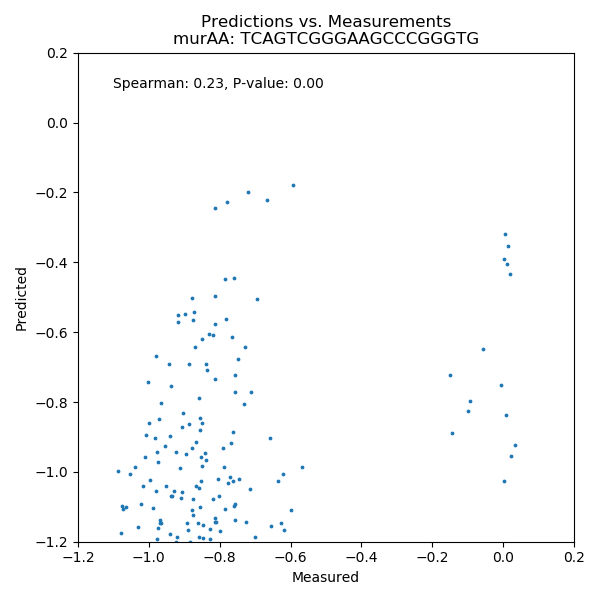 Predictions vs. Measurements
murAA: TCAGTCGGGAAGCCCGGGTG
Spearman: 0.23, P-value: 0.00
0.2
0.0
−0.2
−0.4
−0.6
−0.8
−1.0
−1.2
Predicted
−1.2 −1.0 −0.8 −0.6 −0.4 −0.2 0.0 0.2
Measured